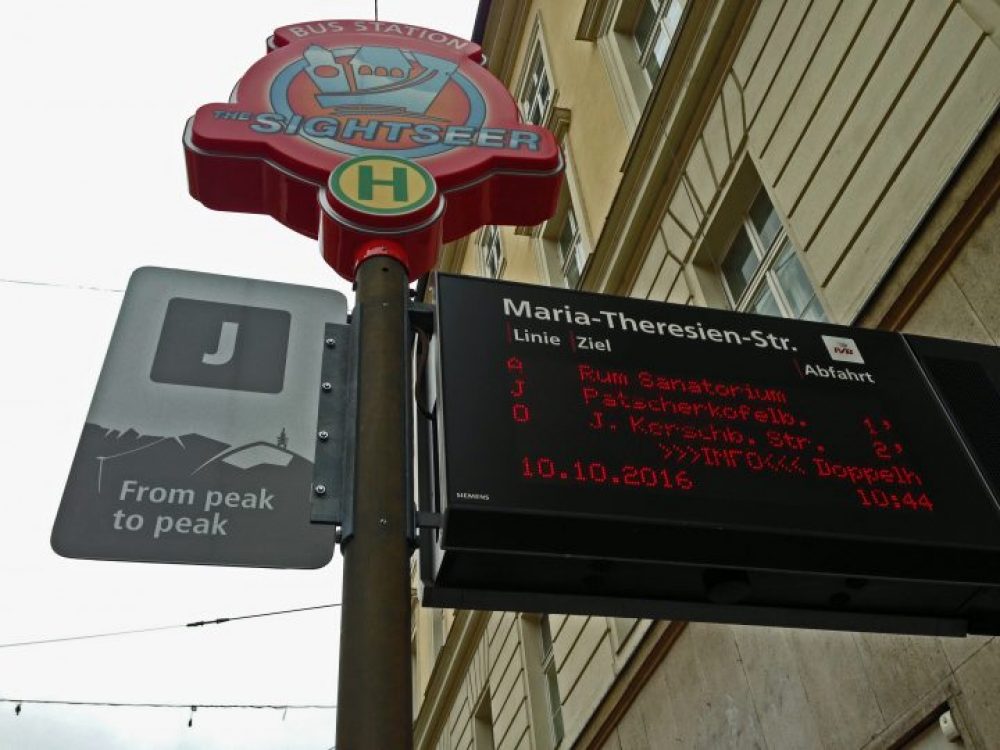 BUS STATION
THE SIGHTSEER
H
J
From peak
to peak
Maria-Theresien-Str.
IVB
Linie Ziel Abfahrt
A Rum Sanatorium
J Patscherkofelb. 1'
O J. Kerschb. Str. 2'
>>>INFO<<< Doppelh
10.10.2016 10:44
SIEMENS